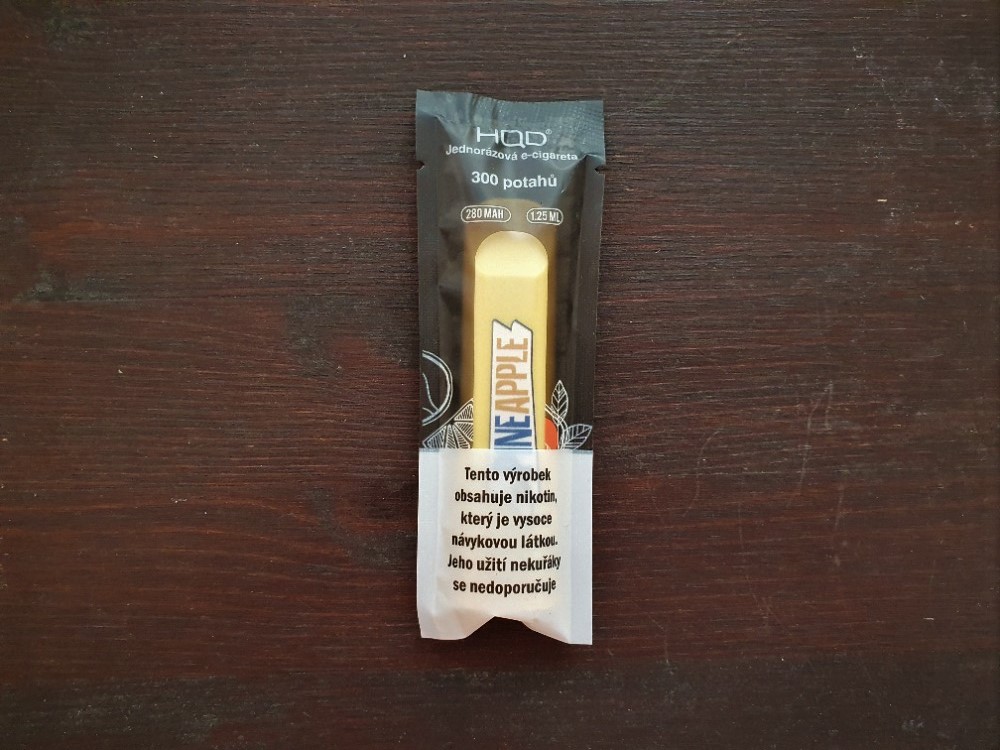 HQD®
Jednorázová e-cigareta
300 potahů
280 MAH 1.25 ML
INEAPPLE
Tento výrobek
obsahuje nikotin,
který je vysoce
návykovou látkou.
Jeho užití nekuřáky
se nedoporučuje